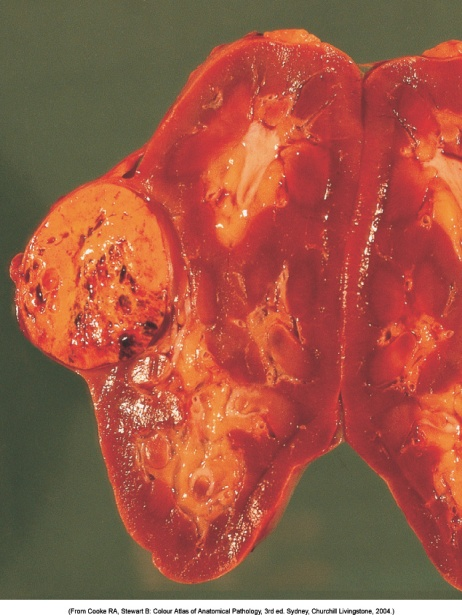 (From Cooke RA, Stewart B: Colour Atlas of Anatomical Pathology, 3rd ed. Sydney, Churchill Livingstone, 2004.)